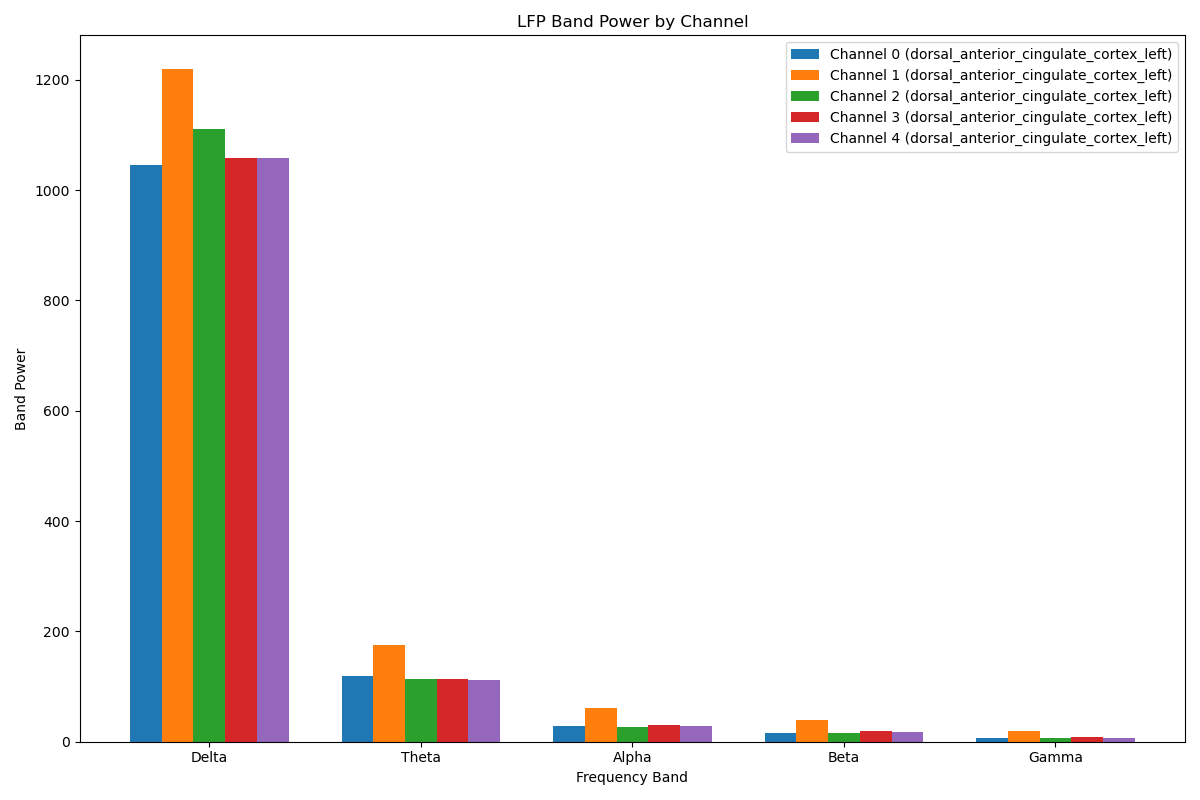 LFP Band Power by Channel
Channel 0 (dorsal_anterior_cingulate_cortex_left)
Channel 1 (dorsal_anterior_cingulate_cortex_left)
Channel 2 (dorsal_anterior_cingulate_cortex_left)
Channel 3 (dorsal_anterior_cingulate_cortex_left)
Channel 4 (dorsal_anterior_cingulate_cortex_left)
Band Power
1200
1000
800
600
400
200
0
Delta Theta Alpha Beta Gamma
Frequency Band